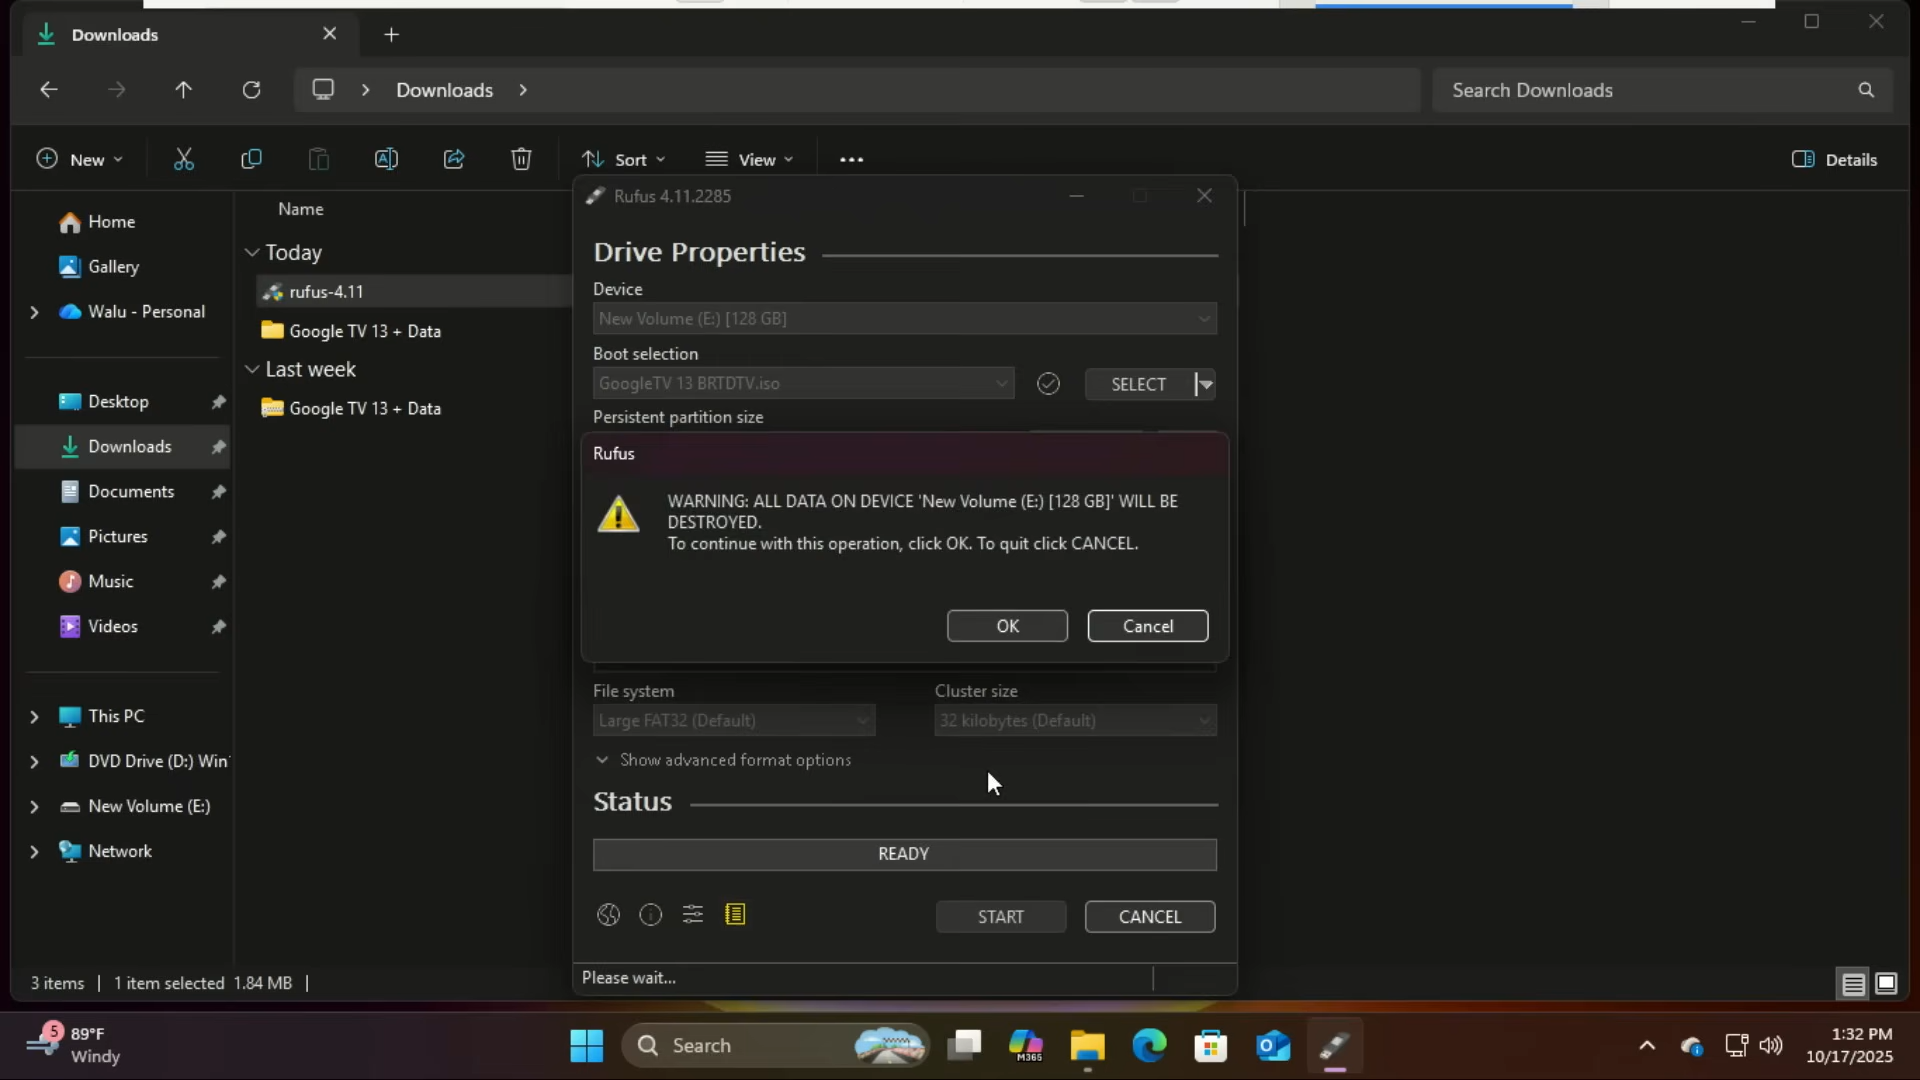 Downloads
Downloads
Search Downloads
New
Sort
View
Details
Home
Gallery
Walu - Personal
Desktop
Downloads
Documents
Pictures
Music
Videos
This PC
DVD Drive (D:) Win
New Volume (E:)
Network
Name
Today
rufus-4.11
Google TV 13 + Data
Last week
Google TV 13 + Data
Rufus 4.11.2285
Drive Properties
Device
New Volume (E:) [128 GB]
Boot selection
GoogleTV 13 BRTDTV.iso
SELECT
Persistent partition size
Rufus
WARNING: ALL DATA ON DEVICE 'New Volume (E:) [128 GB]' WILL BE
DESTROYED.
To continue with this operation, click OK. To quit click CANCEL.
OK
Cancel
File system
Cluster size
Large FAT32 (Default)
32 kilobytes (Default)
Show advanced format options
Status
READY
START
CANCEL
Please wait...
3 items
1 item selected 1.84 MB
5
89°F
Windy
Search
M365
1:32 PM
10/17/2025